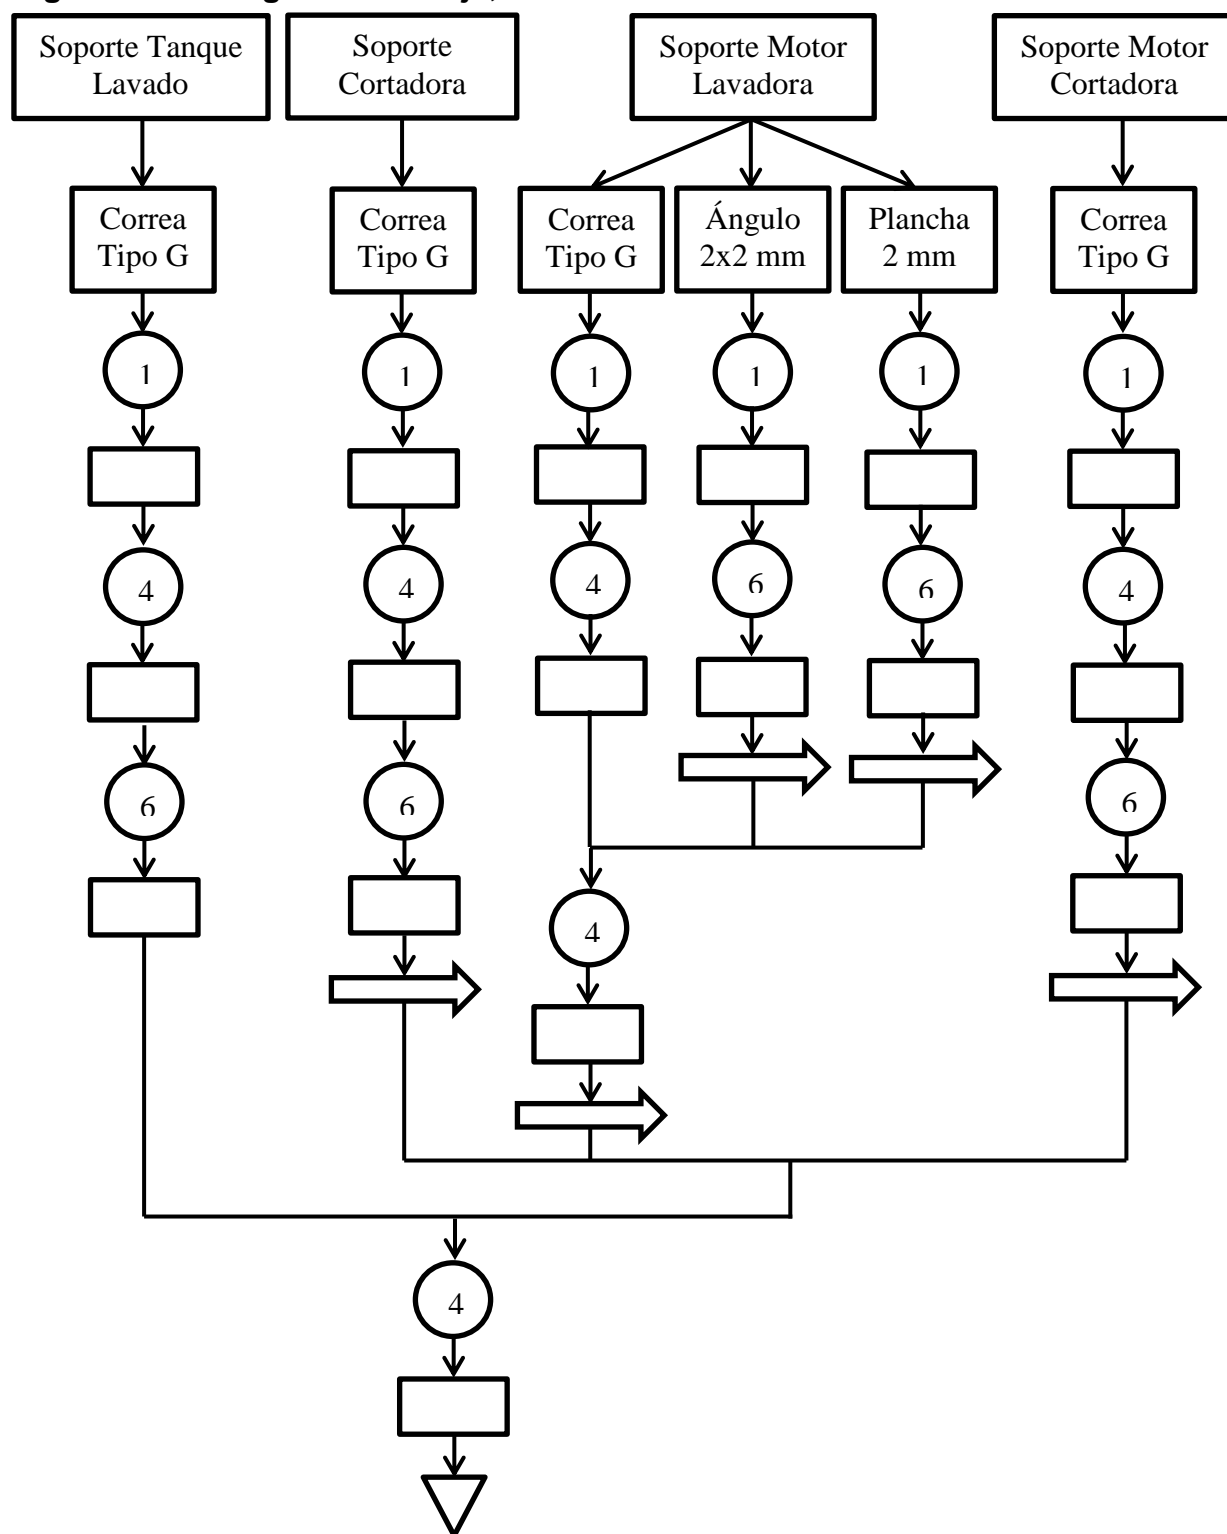 Soporte Tanque
Lavado
Soporte
Cortadora
Soporte Motor
Lavadora
Soporte Motor
Cortadora
Correa
Tipo G
Correa
Tipo G
Correa
Tipo G
Ángulo
2x2 mm
Plancha
2 mm
Correa
Tipo G
1
1
1
1
1
1
4
4
4
6
6
4
6
6
6
4
4